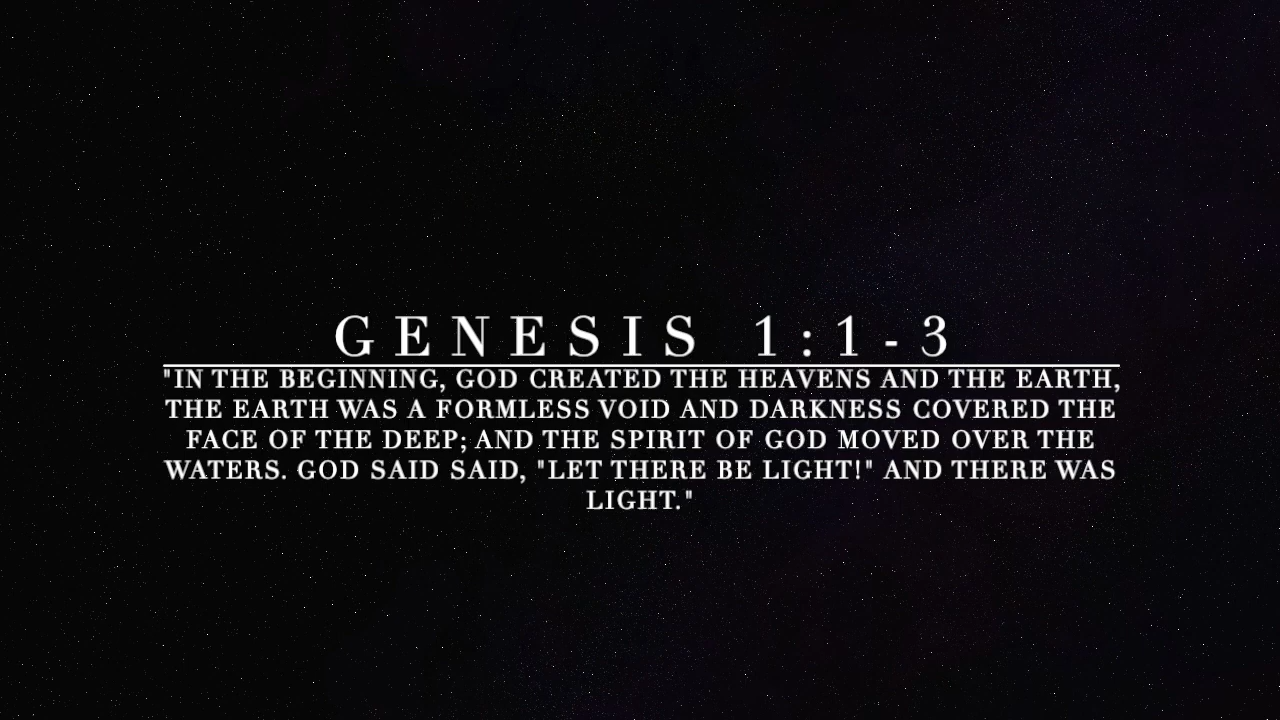 GENESIS 1:1-3
"IN THE BEGINNING, GOD CREATED THE HEAVENS AND THE EARTH,
THE EARTH WAS A FORMLESS VOID AND DARKNESS COVERED THE
FACE OF THE DEEP; AND THE SPIRIT OF GOD MOVED OVER THE
WATERS. GOD SAID SAID, "LET THERE BE LIGHT!" AND THERE WAS
LIGHT."